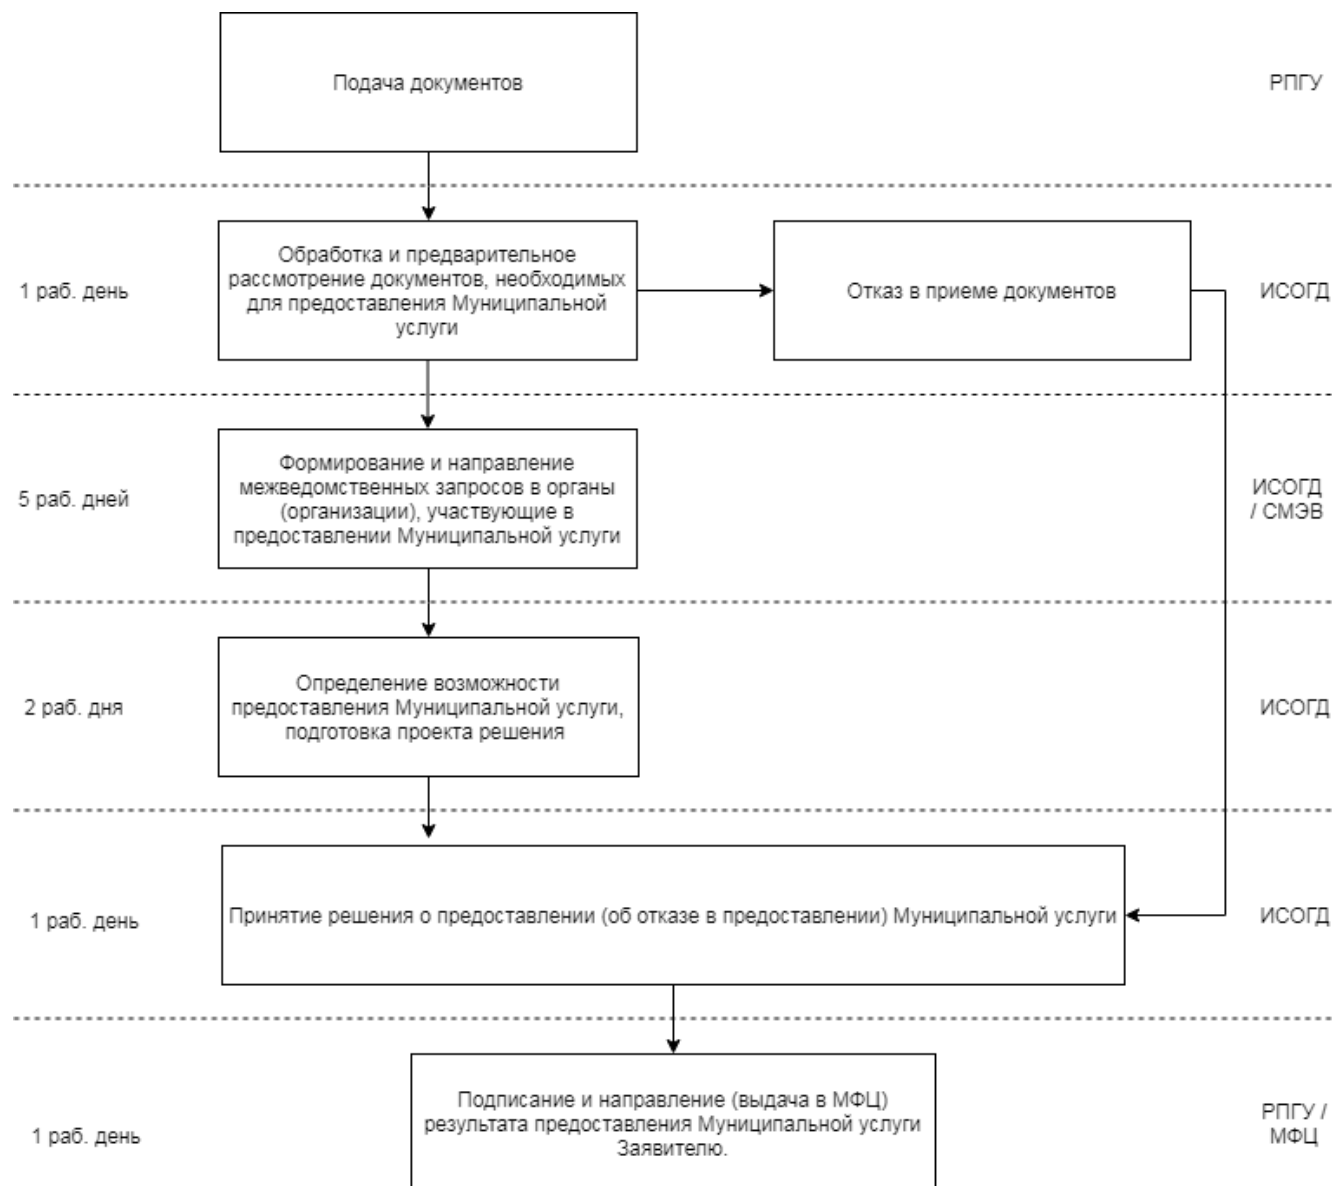 Подача документов
РПГУ
1 раб. день
Обработка и предварительное
рассмотрение документов, необходимых
для предоставления Муниципальной
услуги
Отказ в приеме документов
ИСОГД
5 раб. дней
Формирование и направление
межведомственных запросов в органы
(организации), участвующие в
предоставлении Муниципальной услуги
ИСОГД
/ СМЭВ
2 раб. дня
Определение возможности
предоставления Муниципальной услуги,
подготовка проекта решения
ИСОГД
1 раб. день
Принятие решения о предоставлении (об отказе в предоставлении) Муниципальной услуги
ИСОГД
1 раб. день
Подписание и направление (выдача в МФЦ)
результата предоставления Муниципальной услуги
Заявителю.
РПГУ /
МФЦ